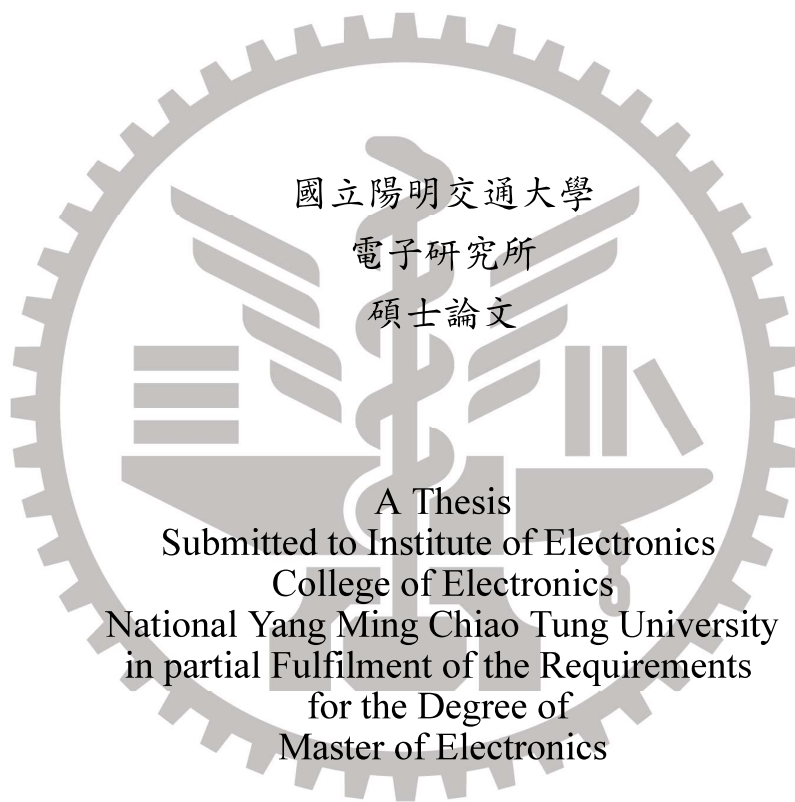 國立陽明交通大學
電子研究所
碩士論文
A Thesis
Submitted to Institute of Electronics
College of Electronics
National Yang Ming Chiao Tung University
in partial Fulfilment of the Requirements
for the Degree of
Master of Electronics